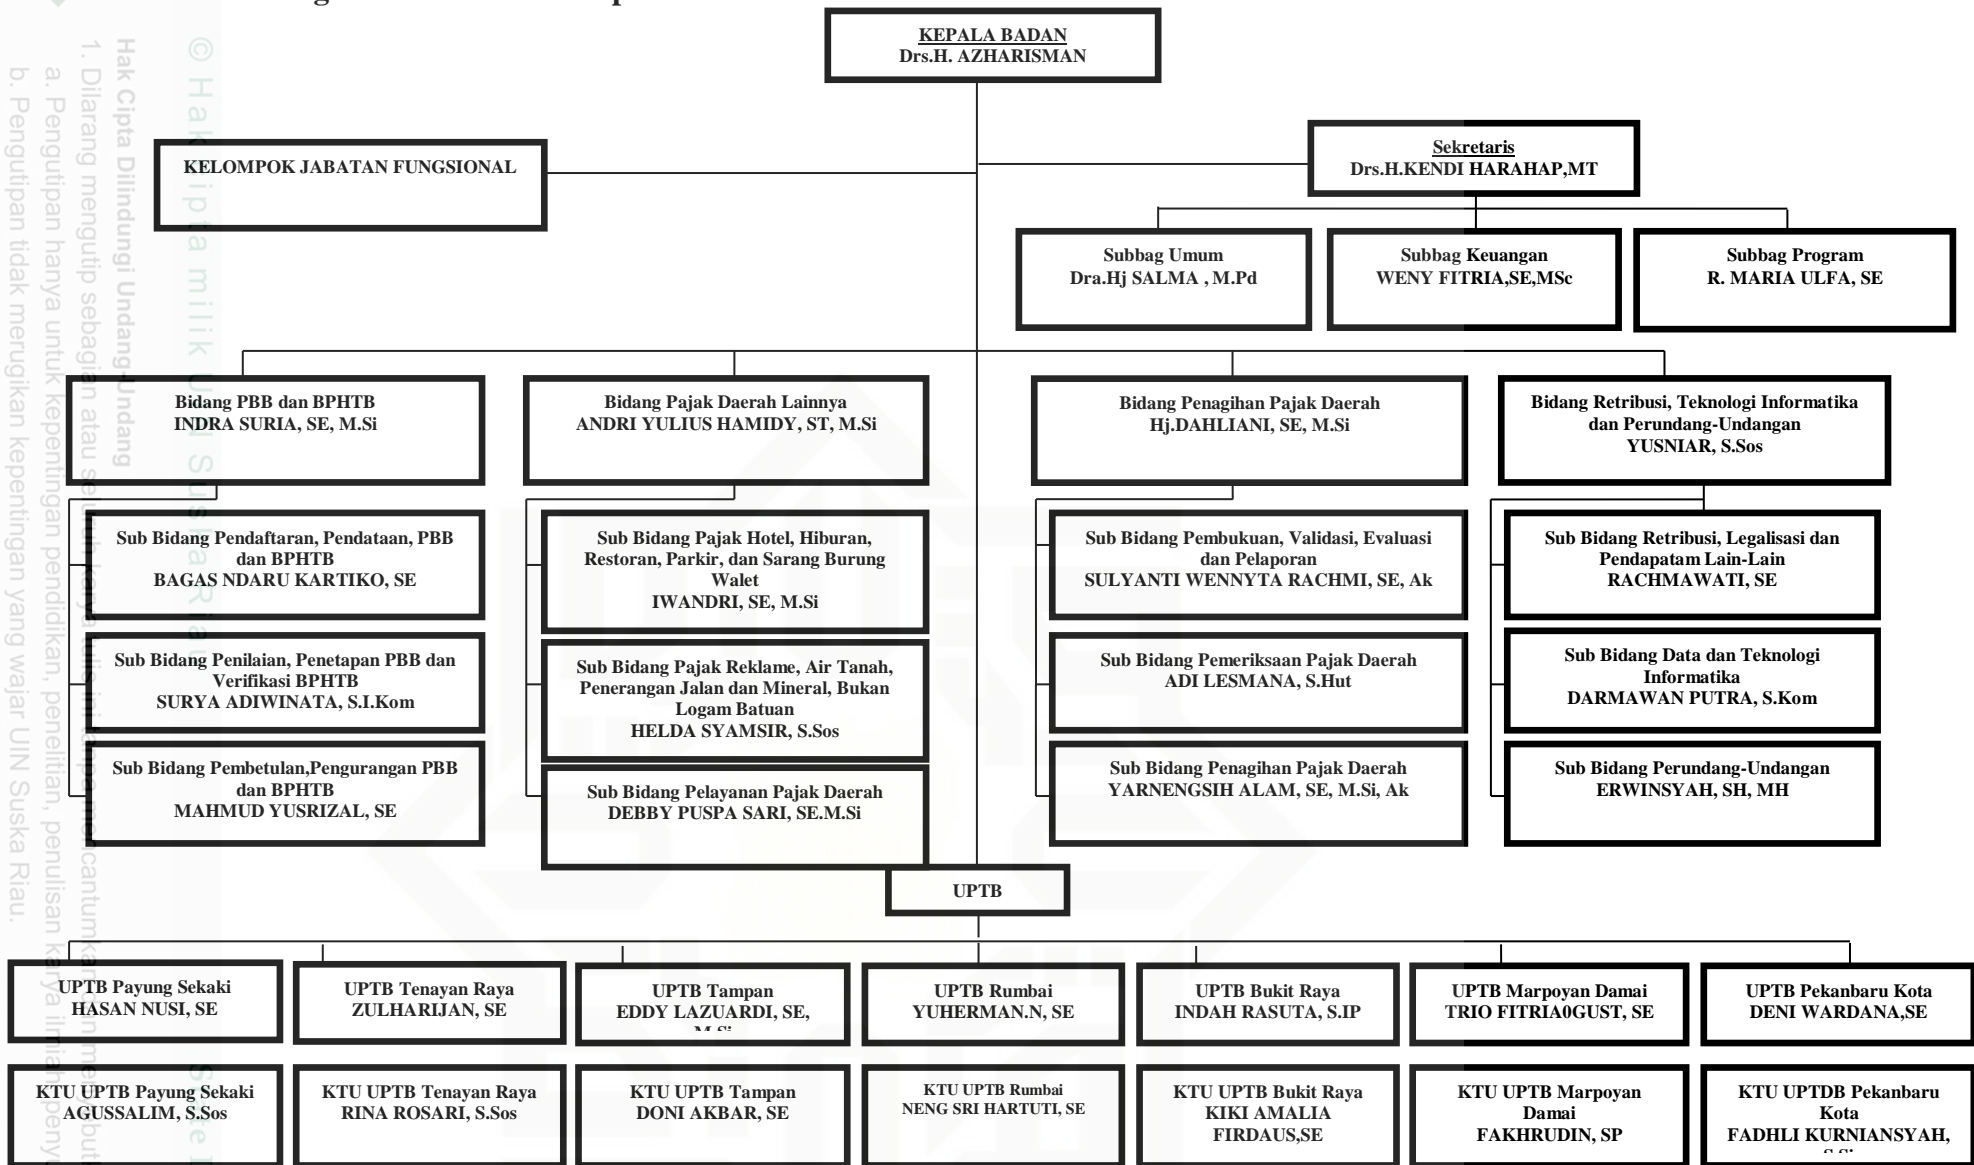 KEPALA BADAN
Drs.H. AZHARISMAN
KELOMPOK JABATAN FUNGSIONAL
Sekretaris
Drs.H.KENDI HARAHAP,MT
Subbag Umum
Dra.Hj SALMA , M.Pd
Subbag Keuangan
WENY FITRIA,SE,MSc
Subbag Program
R. MARIA ULFA, SE
Bidang PBB dan BPHTB
INDRA SURIA, SE, M.Si
Bidang Pajak Daerah Lainnya
ANDRI YULIUS HAMIDY, ST, M.Si
Bidang Penagihan Pajak Daerah
Hj.DAHLIANI, SE, M.Si
Bidang Retribusi, Teknologi Informatika
dan Perundang-Undangan
YUSNIAR, S.Sos
Sub Bidang Pendaftaran, Pendataan, PBB
dan BPHTB
BAGAS NDARU KARTIKO, SE
Sub Bidang Penilaian, Penetapan PBB dan
Verifikasi BPHTB
SURYA ADIWINATA, S.I.Kom
Sub Bidang Pembetulan,Pengurangan PBB
dan BPHTB
MAHMUD YUSRIZAL, SE
Sub Bidang Pajak Hotel, Hiburan,
Restoran, Parkir, dan Sarang Burung
Walet
IWANDRI, SE, M.Si
Sub Bidang Pajak Reklame, Air Tanah,
Penerangan Jalan dan Mineral, Bukan
Logam Batuan
HELDA SYAMSIR, S.Sos
Sub Bidang Pelayanan Pajak Daerah
DEBBY PUSPA SARI, SE.M.Si
Sub Bidang Pembukuan, Validasi, Evaluasi
dan Pelaporan
SULYANTI WENNYTA RACHMI, SE, Ak
Sub Bidang Pemeriksaan Pajak Daerah
ADI LESMANA, S.Hut
Sub Bidang Penagihan Pajak Daerah
YARNENGSIH ALAM, SE, M.Si, Ak
Sub Bidang Retribusi, Legalisasi dan
Pendapatam Lain-Lain
RACHMAWATI, SE
Sub Bidang Data dan Teknologi
Informatika
DARMAWAN PUTRA, S.Kom
Sub Bidang Perundang-Undangan
ERWINSYAH, SH, MH
UPTB
UPTB Payung Sekaki
HASAN NUSI, SE
UPTB Tenayan Raya
ZULHARIJAN, SE
UPTB Tampan
EDDY LAZUARDI, SE,
UPTB Rumbai
YUHERMAN.N, SE
UPTB Bukit Raya
INDAH RASUTA, S.IP
UPTB Marpoyan Damai
TRIO FITRIA0GUST, SE
UPTB Pekanbaru Kota
DENI WARDANA,SE
KTU UPTB Payung Sekaki
AGUSSALIM, S.Sos
KTU UPTB Tenayan Raya
RINA ROSARI, S.Sos
KTU UPTB Tampan
DONI AKBAR, SE
KTU UPTB Rumbai
NENG SRI HARTUTI, SE
KTU UPTB Bukit Raya
KIKI AMALIA
FIRDAUS,SE
KTU UPTB Marpoyan
Damai
FAKHRUDIN, SP
KTU UPTDB Pekanbaru
Kota
FADHLI KURNIANSYAH,
© Hak cipta milik UIN Suska Riau
State
Hak Cipta Dilindungi Undang-Undang
1. Dilarang mengutip sebagian atau seluruh karya tulis ini tanpa mencantumkan dan menyebutk
a. Pengutipan hanya untuk kepentingan pendidikan, penelitian, penulisan karya ilmiah, penyu
b. Pengutipan tidak merugikan kepentingan yang wajar UIN Suska Riau.